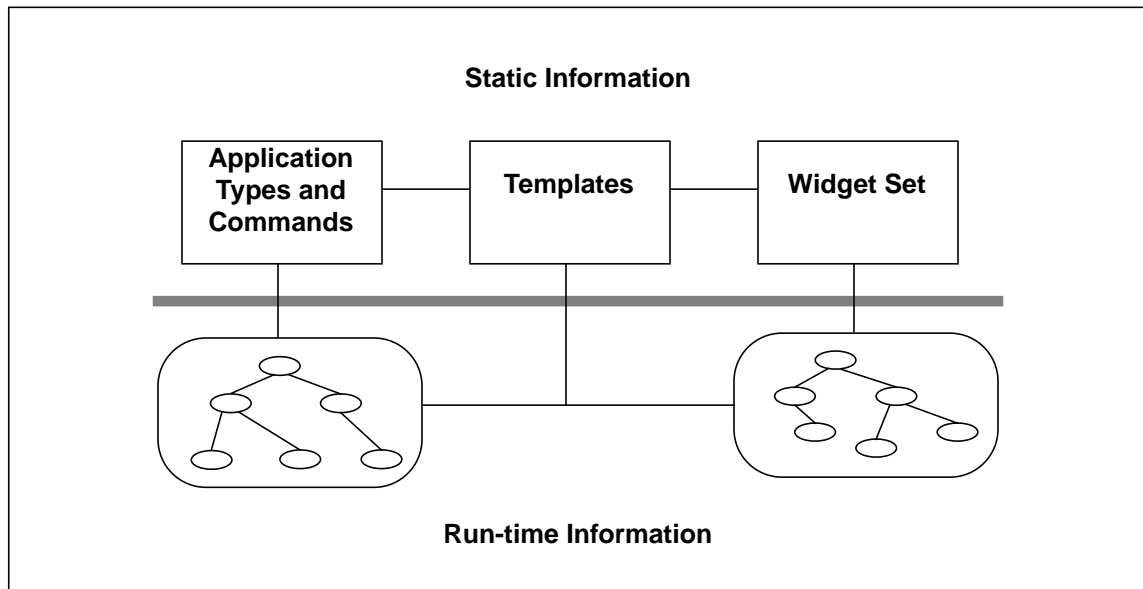 Static Information
Application
Types and
Commands
Templates
Widget Set
Run-time Information